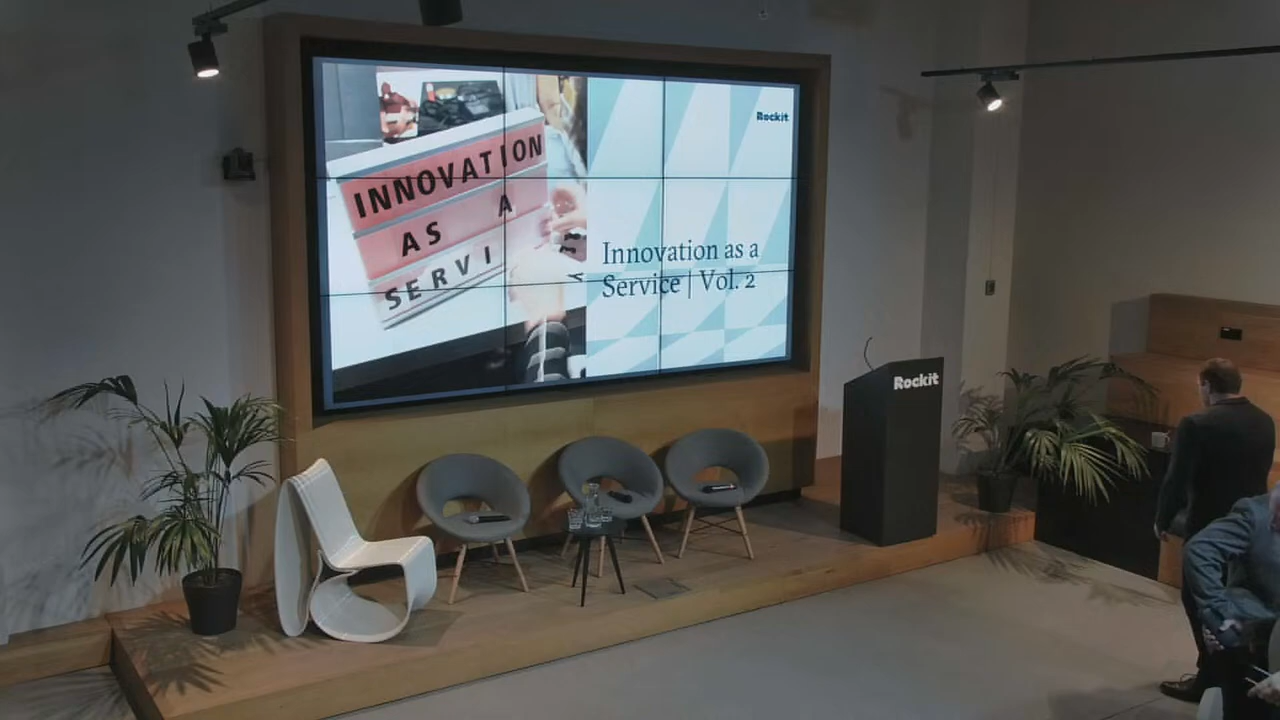 INNOVATION
AS A
SERVI
Rockit
Innovation as a
Service | Vol. 2
Rockit